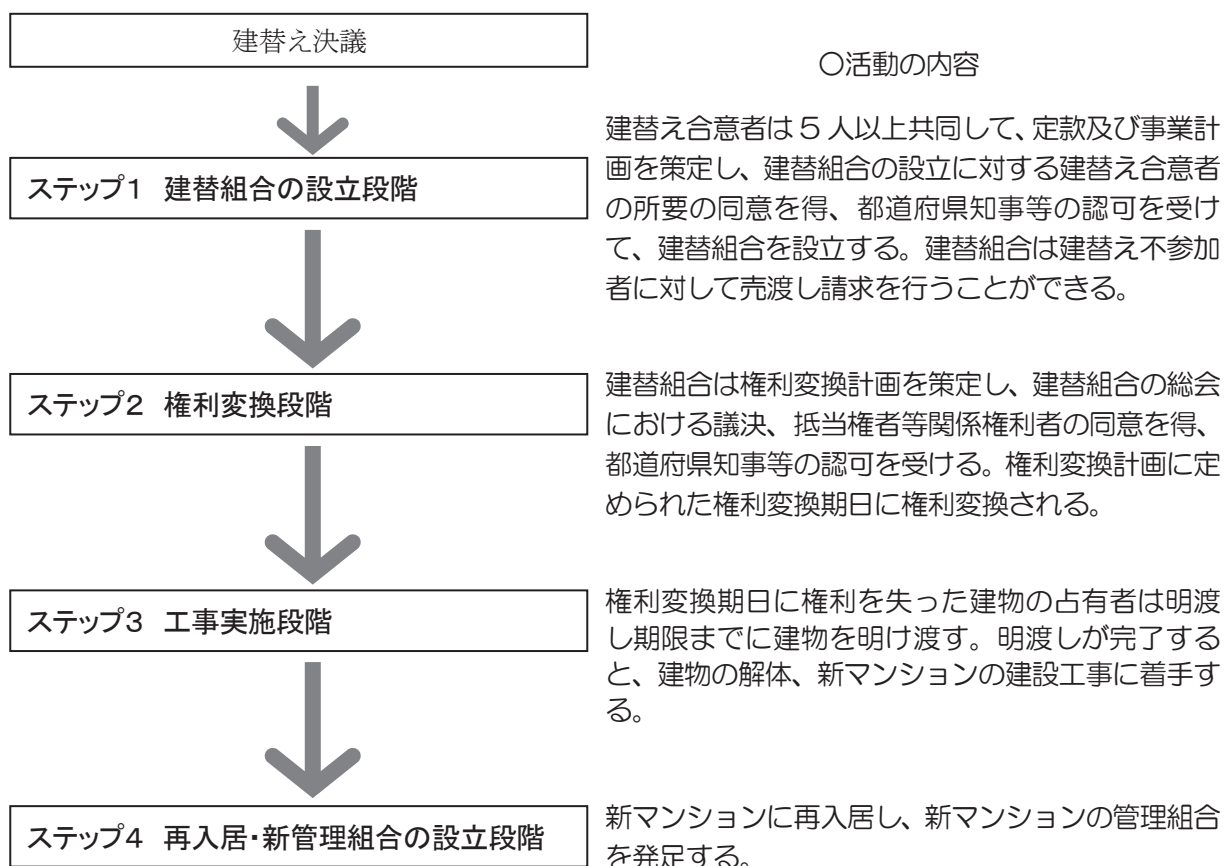 建替え決議
○活動の内容
ステップ1 建替組合の設立段階
建替え合意者は5人以上共同して、定款及び事業計
画を策定し、建替組合の設立に対する建替え合意者
の所要の同意を得、都道府県知事等の認可を受け
て、建替組合を設立する。建替組合は建替え不参加
者に対して売渡し請求を行うことができる。
ステップ2 権利変換段階
建替組合は権利変換計画を策定し、建替組合の総会
における議決、抵当権者等関係権利者の同意を得、
都道府県知事等の認可を受ける。権利変換計画に定
められた権利変換期日に権利変換される。
ステップ3 工事実施段階
権利変換期日に権利を失った建物の占有者は明渡
し期限までに建物を明け渡す。明渡しが完了する
と、建物の解体、新マンションの建設工事に着手す
る。
ステップ4 再入居・新管理組合の設立段階
新マンションに再入居し、新マンションの管理組合
を発足する。